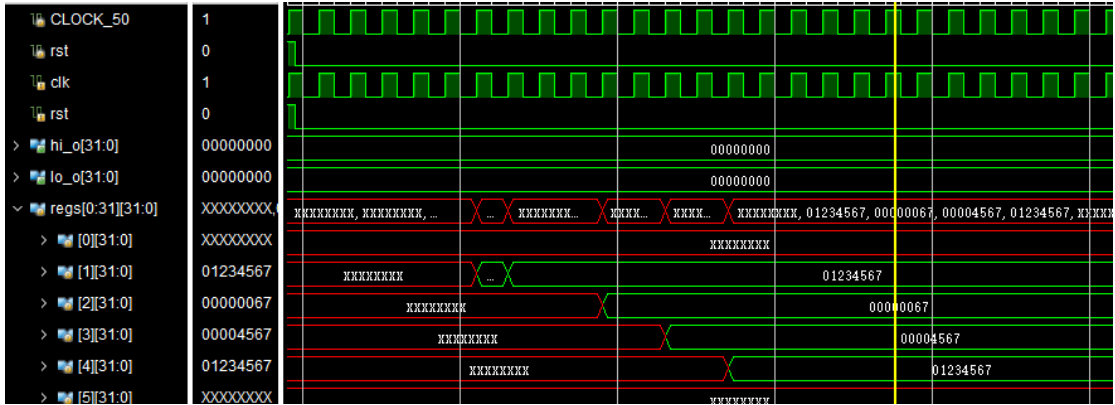 CLOCK_50 1
rst 0
clk 1
rst 0
hi_o[31:0] 00000000 00000000
lo_o[31:0] 00000000 00000000
regs[0:31][31:0] XXXXXXXX, XXXXXXXX, XXXXXXXX, ... ... XXXXXXX... XXXX... XXXX... XXXXXXXX, 01234567, 00000067, 00004567, 01234567, XXXXX
[0][31:0] XXXXXXXX XXXXXXXX
[1][31:0] 01234567 XXXXXXXX ... 01234567
[2][31:0] 00000067 XXXXXXXX 00000067
[3][31:0] 00004567 XXXXXXXX 00004567
[4][31:0] 01234567 XXXXXXXX 01234567
[5][31:0] XXXXXXXX XXXXXXXX